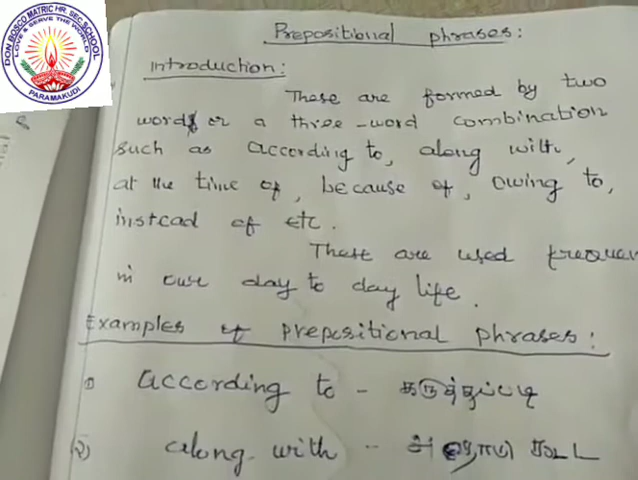 DON BOSCO MATRIC HR. SEC. SCHOOL
LOVE & SERVE THE WORLD
PARAMAKUDI
Prepositional phrases:
Introduction:
These are formed by two
words or a three-word combination
such as according to, along with,
at the time of, because of, owing to,
instead of etc.
These are used frequen
in our day to day life.
Examples of prepositional phrases:
1) according to - கருத்துப்படி
2) along with -